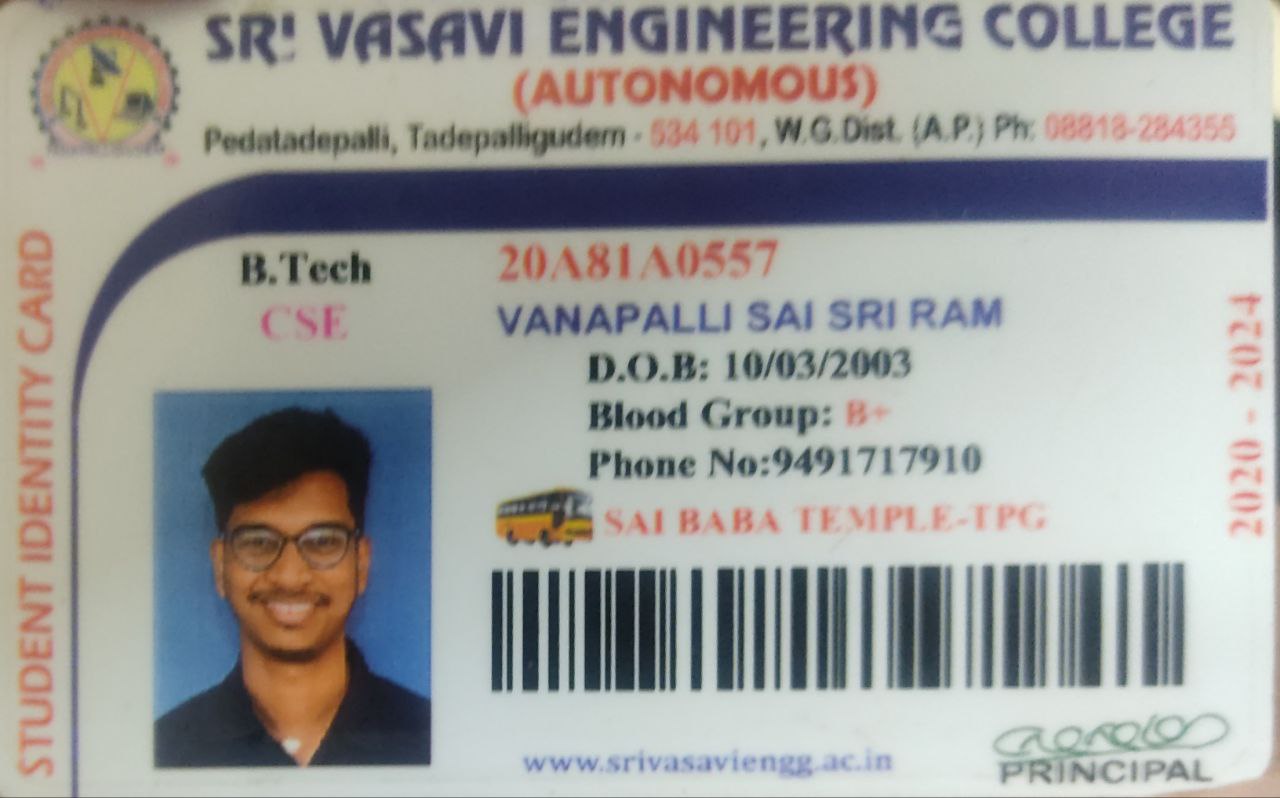 SRI VASAVI ENGINEERING COLLEGE
(AUTONOMOUS)
Pedatadepalli, Tadepalligudem - 534 101, W.G.Dist. (A.P.) Ph: 08818-284355
STUDENT IDENTITY CARD
B.Tech
CSE
20A81A0557
VANAPALLI SAI SRI RAM
D.O.B: 10/03/2003
Blood Group: B+
Phone No:9491717910
SAI BABA TEMPLE-TPG
2020 - 2024
www.srivasaviengg.ac.in
PRINCIPAL